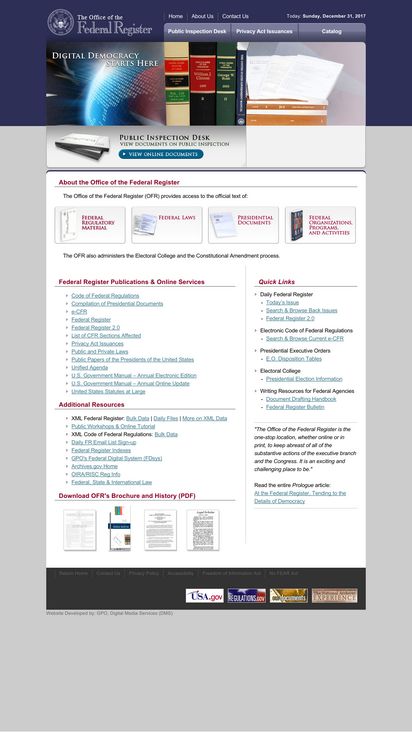 The Office of the
Federal Register
Home
About Us
Contact Us
Today: Sunday, December 31, 2017
Public Inspection Desk
Privacy Act Issuances
Catalog
DIGITAL DEMOCRACY
STARTS HERE
PUBLIC INSPECTION DESK
VIEW DOCUMENTS ON PUBLIC INSPECTION
VIEW ONLINE DOCUMENTS
About the Office of the Federal Register
The Office of the Federal Register (OFR) provides access to the official text of:
FEDERAL
REGULATORY
MATERIAL
FEDERAL LAWS
PRESIDENTIAL
DOCUMENTS
FEDERAL
ORGANIZATIONS,
PROGRAMS,
AND ACTIVITIES
The OFR also administers the Electoral College and the Constitutional Amendment process.
Federal Register Publications & Online Services
Code of Federal Regulations
Compilation of Presidential Documents
e-CFR
Federal Register
Federal Register 2.0
List of CFR Sections Affected
Privacy Act Issuances
Public and Private Laws
Public Papers of the Presidents of the United States
Unified Agenda
U.S. Government Manual – Annual Electronic Edition
U.S. Government Manual – Annual Online Update
United States Statutes at Large
Additional Resources
XML Federal Register: Bulk Data | Daily Files | More on XML Data
Public Workshops & Online Tutorial
XML Code of Federal Regulations: Bulk Data
Daily FR Email List Sign-up
Federal Register Indexes
GPO's Federal Digital System (FDsys)
Archives.gov Home
OIRA/RISC Reg Info
Federal, State & International Law
Download OFR's Brochure and History (PDF)
Quick Links
Daily Federal Register
Today's Issue
Search & Browse Back Issues
Federal Register 2.0
Electronic Code of Federal Regulations
Search & Browse Current e-CFR
Presidential Executive Orders
E.O. Disposition Tables
Electoral College
Presidential Election Information
Writing Resources for Federal Agencies
Document Drafting Handbook
Federal Register Bulletin
"The Office of the Federal Register is the
one-stop location, whether online or in
print, to keep abreast of all of the
substantive actions of the executive branch
and the Congress. It is an exciting and
challenging place to be."
Read the entire Prologue article:
At the Federal Register, Tending to the
Details of Democracy
Return Home
Contact Us
Privacy Policy
Accessibility
Freedom of Information Act
No FEAR Act
USA.gov
REGULATIONS.gov
ourdocuments
EXPERIENCE
Website Developed by: GPO, Digital Media Services (DMS)